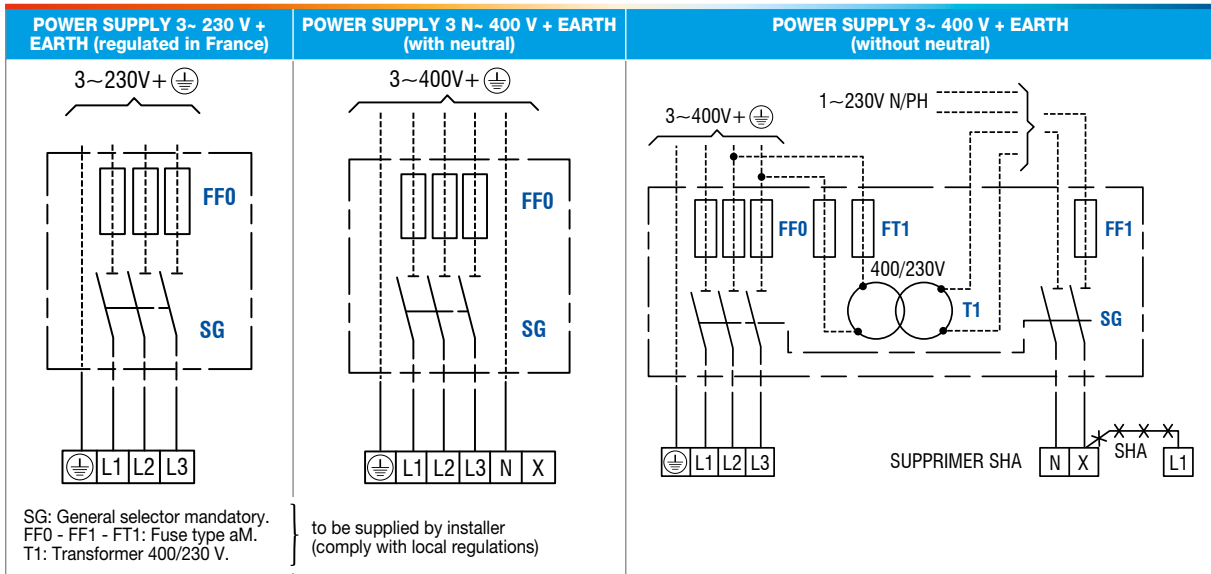 POWER SUPPLY 3~ 230 V +
EARTH (regulated in France)
POWER SUPPLY 3 N~ 400 V + EARTH
(with neutral)
POWER SUPPLY 3~ 400 V + EARTH
(without neutral)
3~230V+
FF0
SG
L1 L2 L3
3~400V+
FF0
SG
L1 L2 L3 N X
1~230V N/PH
3~400V+
FF0
FT1
FF1
400/230V
T1
SG
L1 L2 L3
SUPPRIMER SHA
N X
SHA
L1
SG: General selector mandatory.
FF0 - FF1 - FT1: Fuse type aM.
T1: Transformer 400/230 V.
to be supplied by installer
(comply with local regulations)